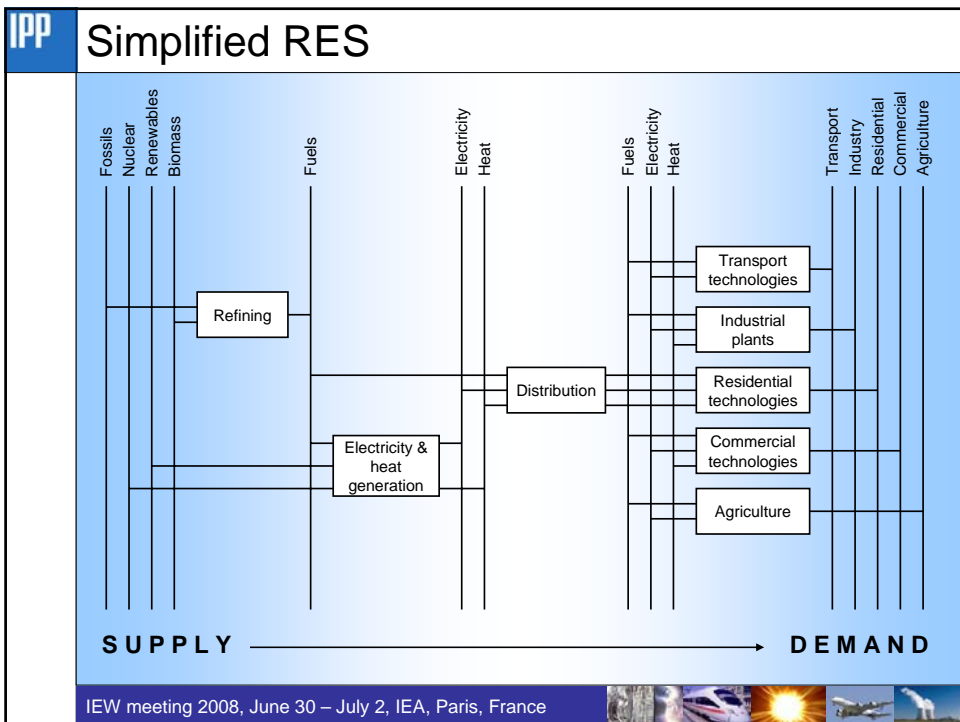 IPP
Simplified RES
Fossils
Nuclear
Renewables
Biomass
Fuels
Electricity
Heat
Fuels
Electricity
Heat
Transport
Industry
Residential
Commercial
Agriculture
Transport
technologies
Refining
Industrial
plants
Distribution
Residential
technologies
Electricity &
heat
generation
Commercial
technologies
Agriculture
SUPPLY
DEMAND
IEW meeting 2008, June 30 – July 2, IEA, Paris, France